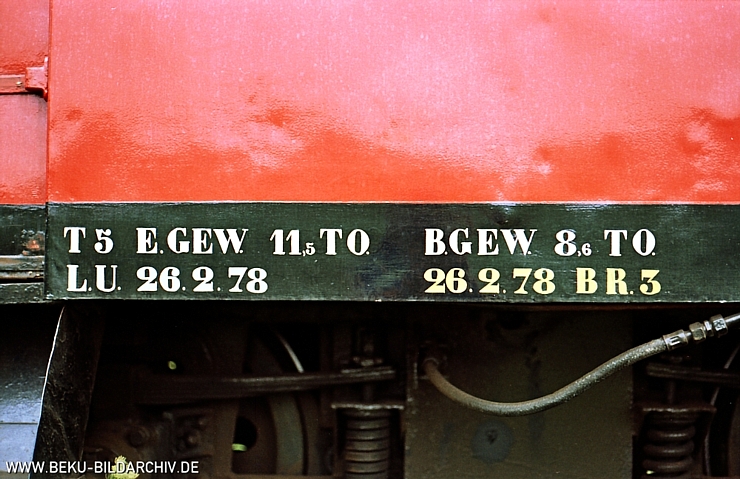 T5 E.GEW. 11,5 TO. B.GEW. 8,6 TO.
L.U. 26.2.78 26.2.78 BR.3
WWW.BEKU-BILDARCHIV.DE